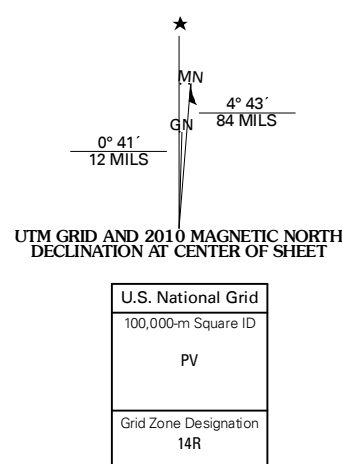 ★
MN
GN
4° 43´
84 MILS
0° 41´
12 MILS
UTM GRID AND 2010 MAGNETIC NORTH
DECLINATION AT CENTER OF SHEET
U.S. National Grid
100,000-m Square ID
PV
Grid Zone Designation
14R